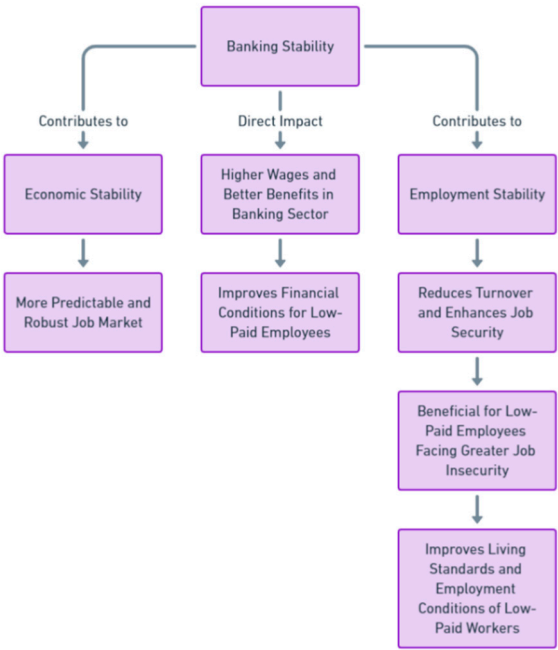 Banking Stability
Contributes to
Direct Impact
Contributes to
Economic Stability
Higher Wages and
Better Benefits in
Banking Sector
Employment Stability
More Predictable and
Robust Job Market
Improves Financial
Conditions for Low-
Paid Employees
Reduces Turnover
and Enhances Job
Security
Beneficial for Low-
Paid Employees
Facing Greater Job
Insecurity
Improves Living
Standards and
Employment
Conditions of Low-
Paid Workers